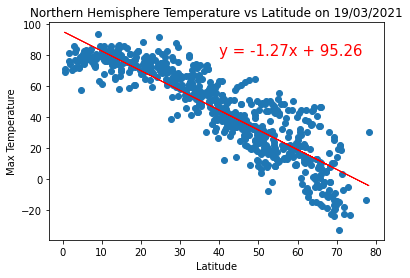 Northern Hemisphere Temperature vs Latitude on 19/03/2021
100
80
60
40
20
0
−20
Max Temperature
y = -1.27x + 95.26
0 10 20 30 40 50 60 70 80
Latitude